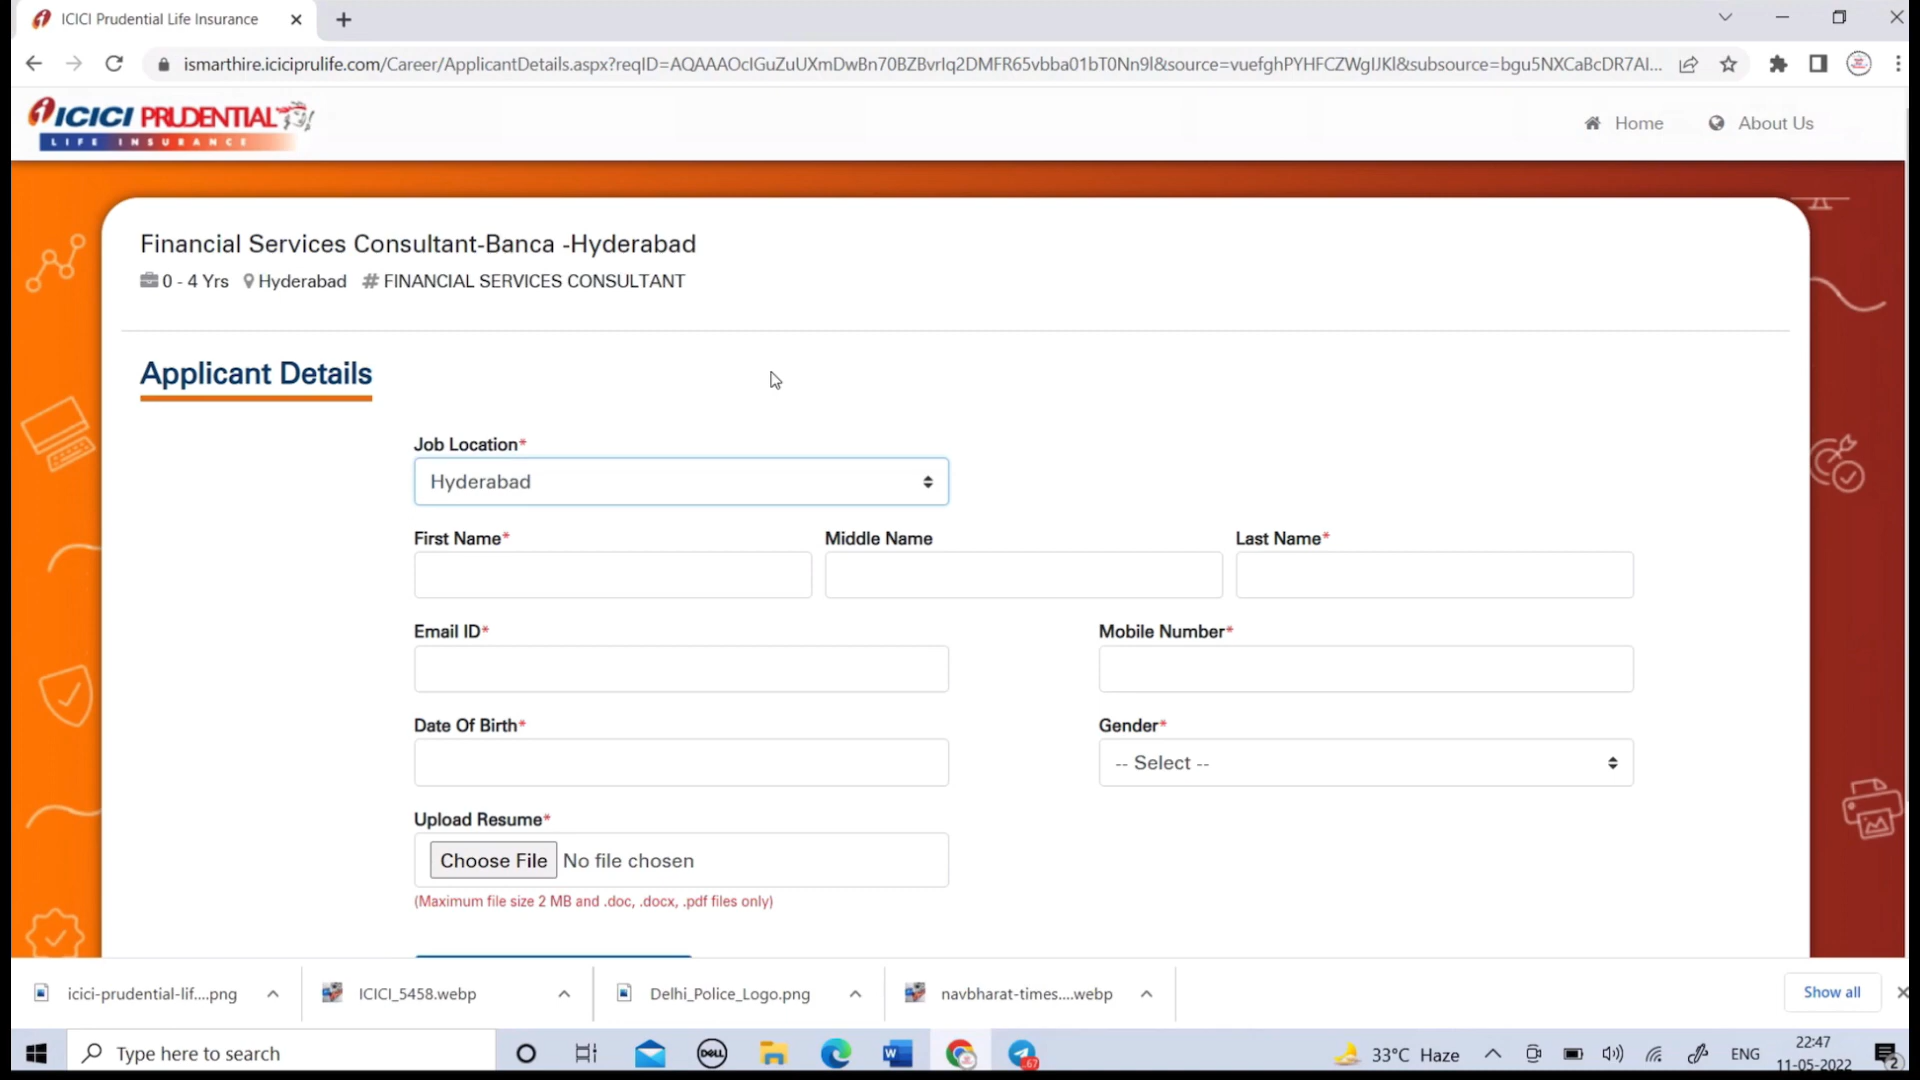 ICICI Prudential Life Insurance
ismarthire.iciciprulife.com/Career/ApplicantDetails.aspx?reqID=AQAAAOclGuZuUXmDwBn70BZBvrIq2DMFR65vbba01bT0Nn9l&source=vuefghPYHFCZWgIJKl&subsource=bgu5NXCaBcDR7AI...
ICICI PRUDENTIAL
LIFE INSURANCE
Home About Us
Financial Services Consultant-Banca -Hyderabad
0 - 4 Yrs Hyderabad # FINANCIAL SERVICES CONSULTANT
Applicant Details
Job Location*
Hyderabad
First Name* Middle Name Last Name*
Email ID* Mobile Number*
Date Of Birth* Gender*
-- Select --
Upload Resume*
Choose File No file chosen
(Maximum file size 2 MB and .doc, .docx, .pdf files only)
icici-prudential-lif....png ICICI_5458.webp Delhi_Police_Logo.png navbharat-times....webp Show all
Type here to search DELL W 67 33°C Haze ENG 22:47
11-05-2022 2